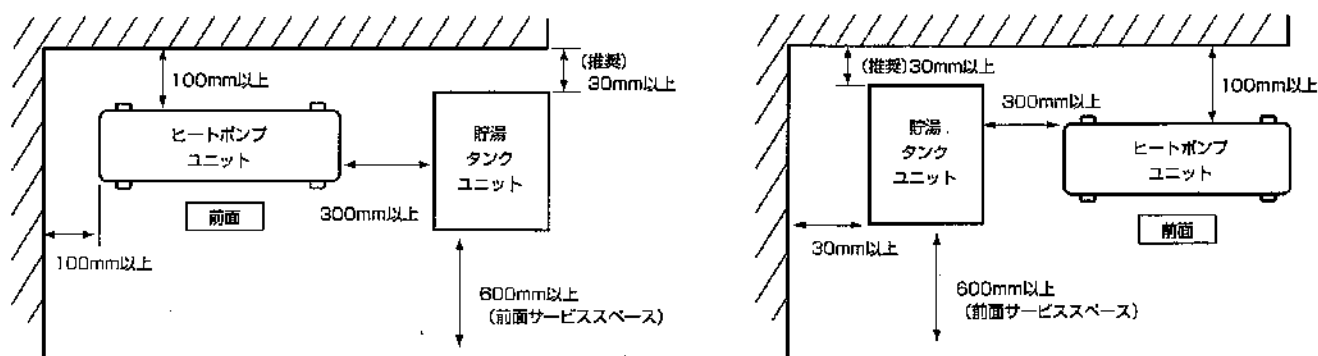 100mm以上
(推奨)
30mm以上
ヒートポンプ
ユニット
貯湯
タンク
ユニット
300mm以上
前面
100mm以上
600mm以上
(前面サービススペース)
(推奨)30mm以上
100mm以上
300mm以上
貯湯
タンク
ユニット
ヒートポンプ
ユニット
前面
30mm以上
600mm以上
(前面サービススペース)